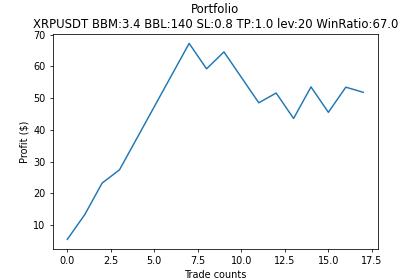 Portfolio
XRPUSDT BBM:3.4 BBL:140 SL:0.8 TP:1.0 lev:20 WinRatio:67.0
70
60
50
40
30
20
10
Profit ($)
0.0 2.5 5.0 7.5 10.0 12.5 15.0 17.5
Trade counts